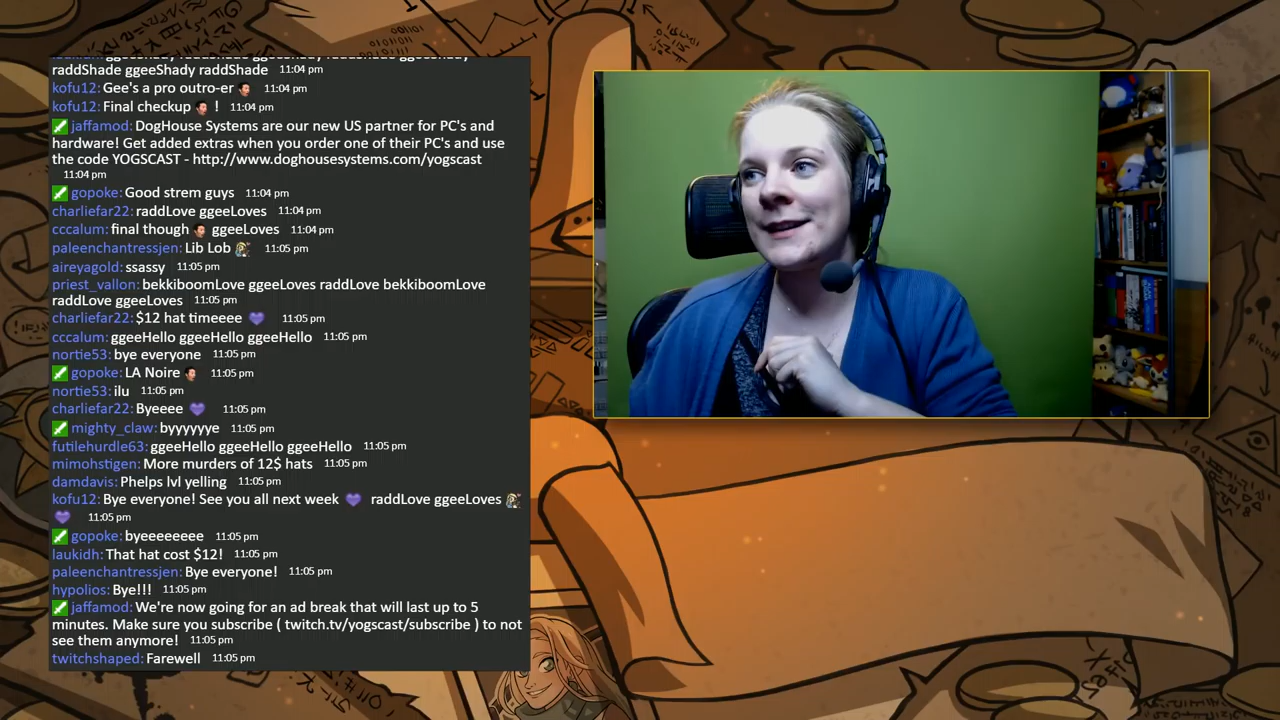 raddShade ggeeShady raddShade 11:04 pm
kofu12: Gee's a pro outro-er 11:04 pm
kofu12: Final checkup ! 11:04 pm
jaffamod: DogHouse Systems are our new US partner for PC's and
hardware! Get added extras when you order one of their PC's and use
the code YOGSCAST - http://www.doghousesystems.com/yogscast
11:04 pm
gopoke: Good strem guys 11:04 pm
charliefar22: raddLove ggeeLoves 11:04 pm
cccalum: final though ggeeLoves 11:04 pm
paleenchantressjen: Lib Lob 11:05 pm
aireyagold: ssassy 11:05 pm
priest_vallon: bekkiboomLove ggeeLoves raddLove bekkiboomLove
raddLove ggeeLoves 11:05 pm
charliefar22: $12 hat timeeee 💜 11:05 pm
cccalum: ggeeHello ggeeHello ggeeHello 11:05 pm
nortie53: bye everyone 11:05 pm
gopoke: LA Noire 11:05 pm
nortie53: ilu 11:05 pm
charliefar22: Byeeee 💜 11:05 pm
mighty_claw: byyyyyye 11:05 pm
futilehurdle63: ggeeHello ggeeHello ggeeHello 11:05 pm
mimohstigen: More murders of 12$ hats 11:05 pm
damdavis: Phelps lvl yelling 11:05 pm
kofu12: Bye everyone! See you all next week 💜 raddLove ggeeLoves
💜 11:05 pm
gopoke: byeeeeeeee 11:05 pm
laukidh: That hat cost $12! 11:05 pm
paleenchantressjen: Bye everyone! 11:05 pm
hypolios: Bye!!! 11:05 pm
jaffamod: We're now going for an ad break that will last up to 5
minutes. Make sure you subscribe ( twitch.tv/yogscast/subscribe ) to not
see them anymore! 11:05 pm
twitchshaped: Farewell 11:05 pm